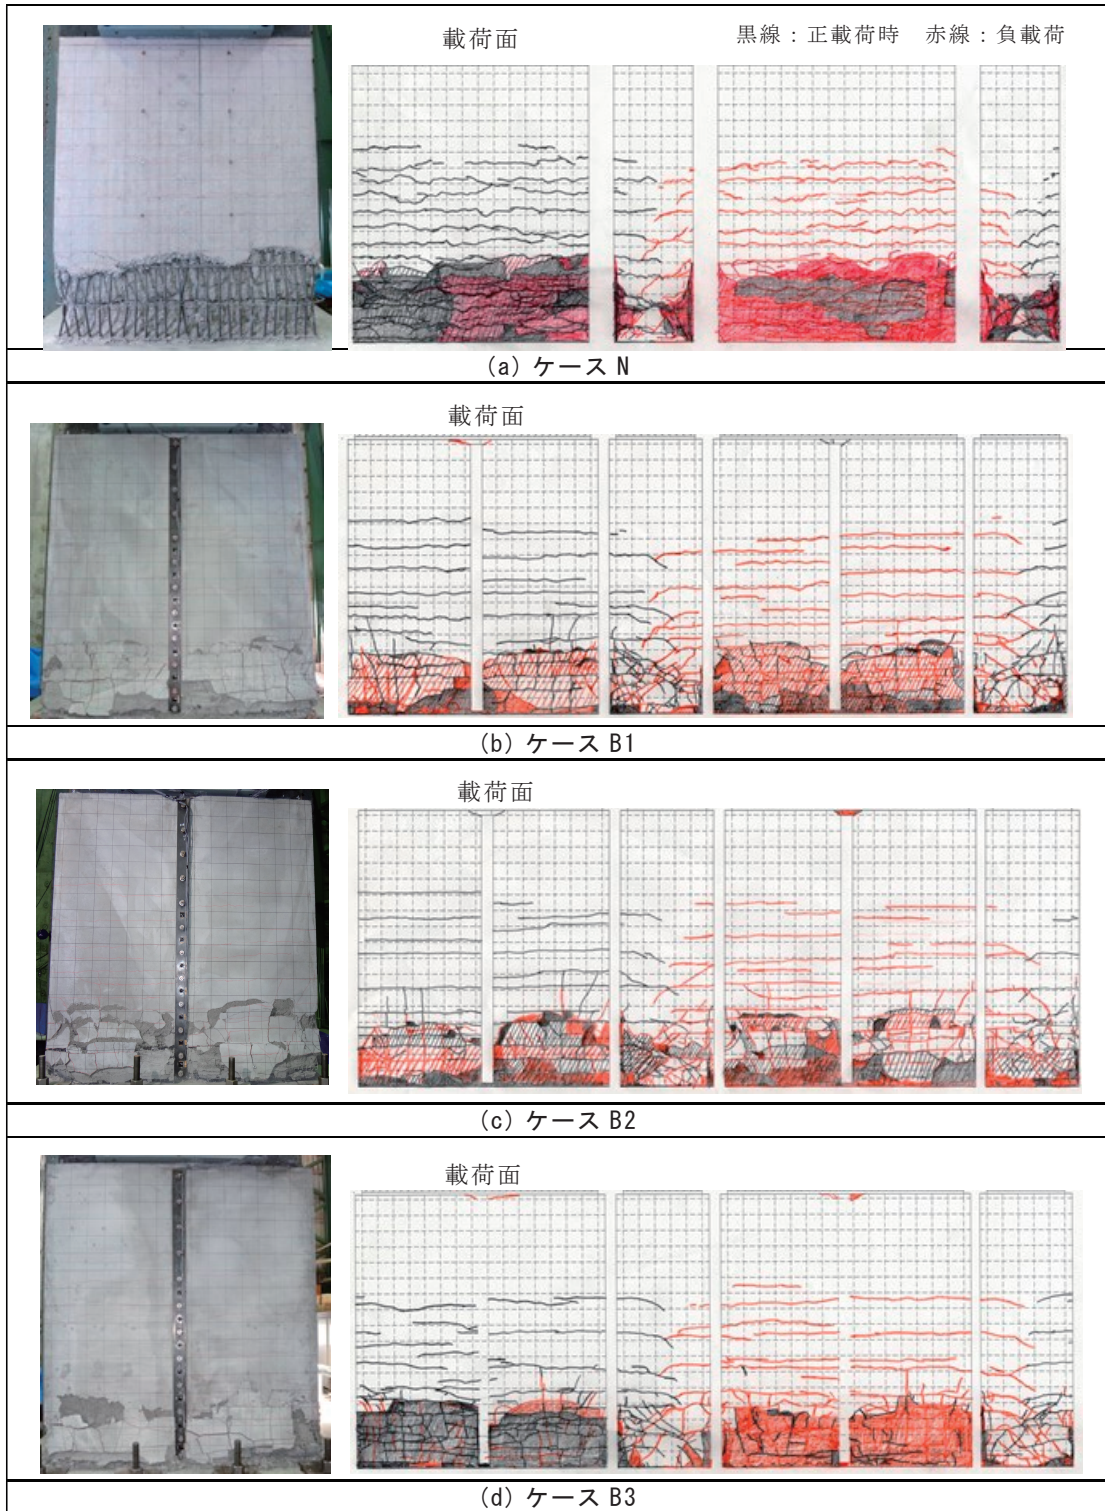 載荷面
黒線：正載荷時　赤線：負載荷
(a) ケース N
載荷面
(b) ケース B1
載荷面
(c) ケース B2
載荷面
(d) ケース B3